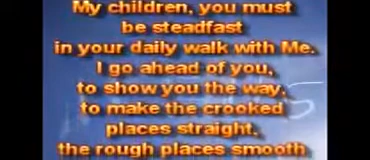 My children, you must
be steadfast
in your daily walk with Me.
I go ahead of you,
to show you the way,
to make the crooked
places straight,
the rough places smooth